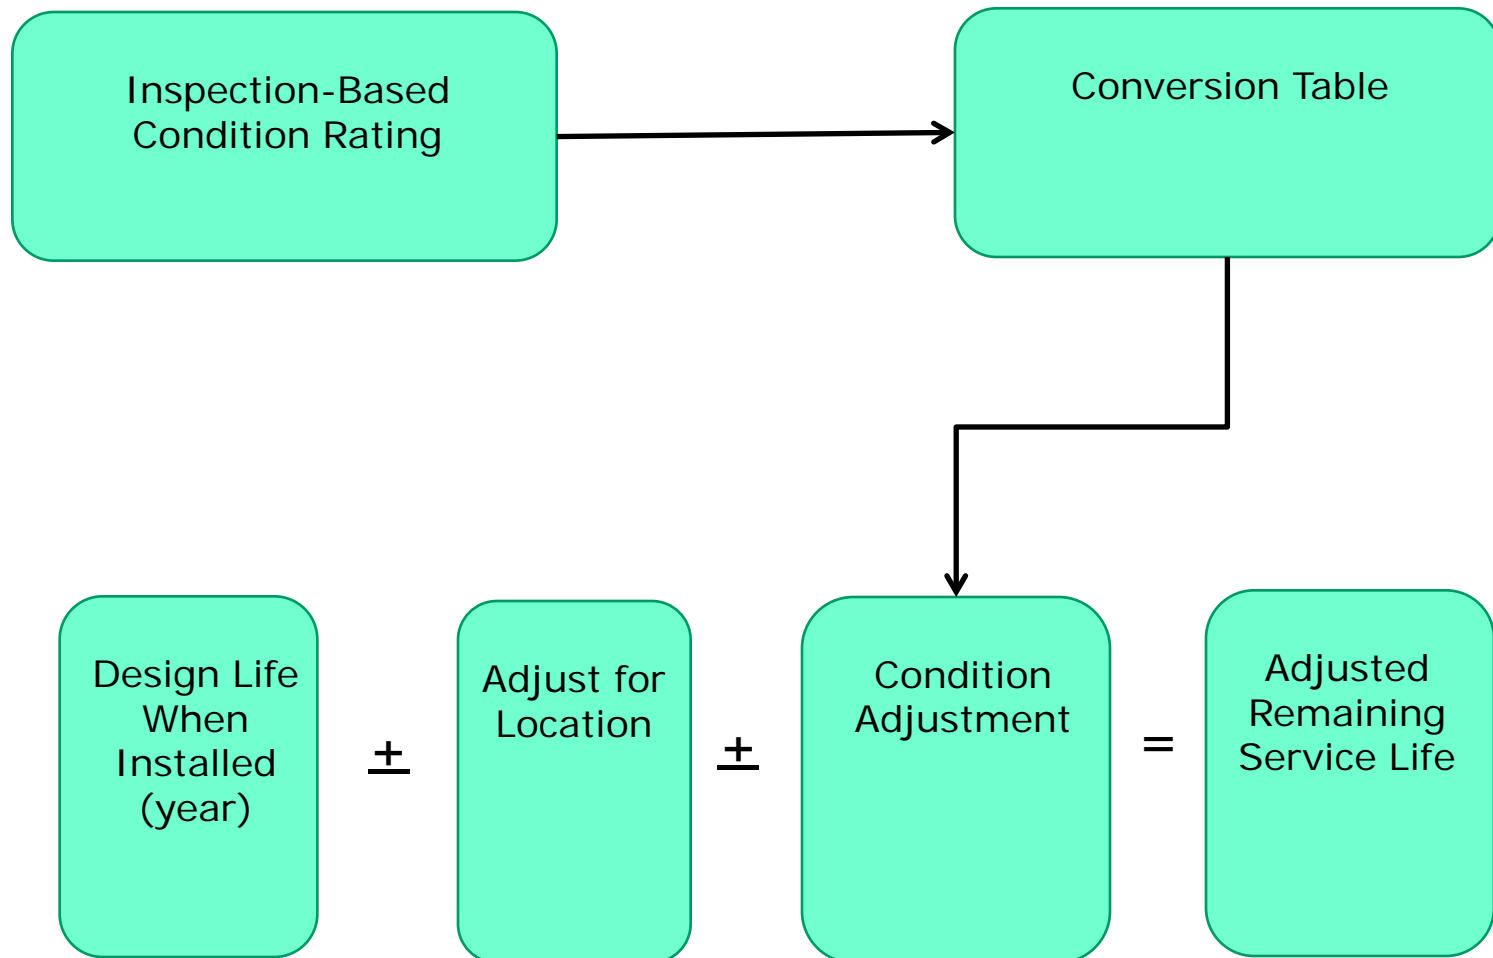 Inspection-Based
Condition Rating
Conversion Table
Design Life
When
Installed
(year)
±
Adjust for
Location
±
Condition
Adjustment
=
Adjusted
Remaining
Service Life